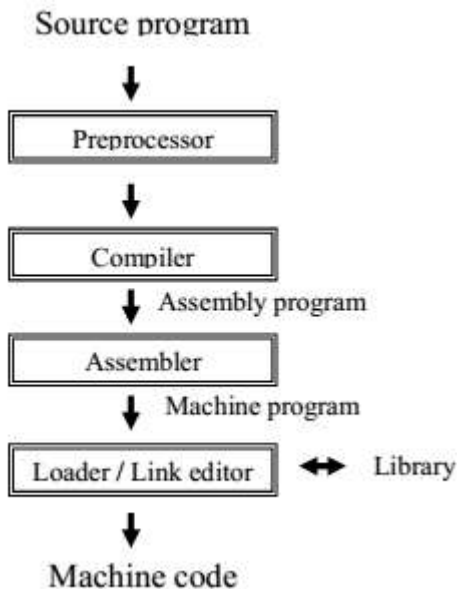 Source program
Preprocessor
Compiler
Assembly program
Assembler
Machine program
Loader / Link editor
Library
Machine code